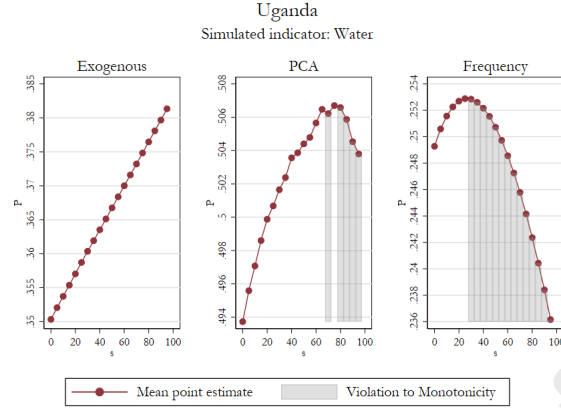 Uganda
Simulated indicator: Water
Exogenous
PCA
Frequency
P
.35
.355
.36
.365
.37
.375
.38
.385
0 20 40 60 80 100
s
P
.494
.496
.498
.5
.502
.504
.506
.508
0 20 40 60 80 100
s
P
.236
.238
.24
.242
.244
.246
.248
.25
.252
.254
0 20 40 60 80 100
s
Mean point estimate
Violation to Monotonicity